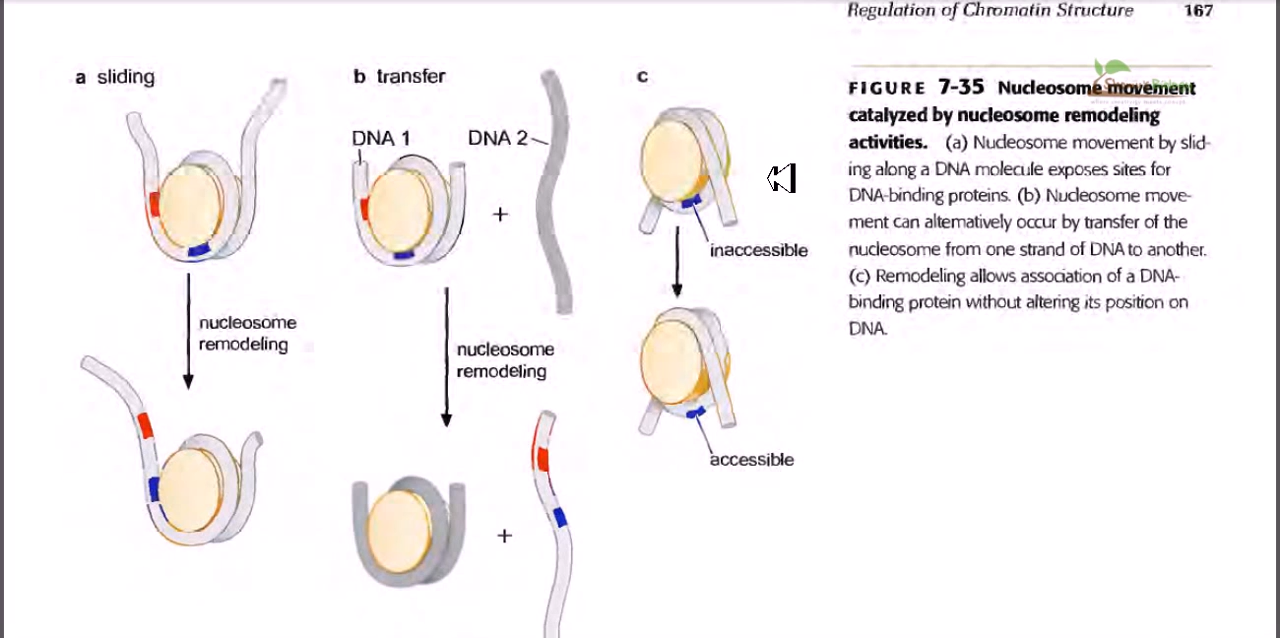 Regulation of Chromatin Structure 167
a sliding
b transfer
c
DNA 1
DNA 2
+
inaccessible
nucleosome
remodeling
nucleosome
remodeling
+
accessible
FIGURE 7-35 Nucleosome movement
catalyzed by nucleosome remodeling
activities. (a) Nucleosome movement by slid-
ing along a DNA molecule exposes sites for
DNA-binding proteins. (b) Nucleosome move-
ment can alternatively occur by transfer of the
nucleosome from one strand of DNA to another.
(c) Remodeling allows association of a DNA-
binding protein without altering its position on
DNA.